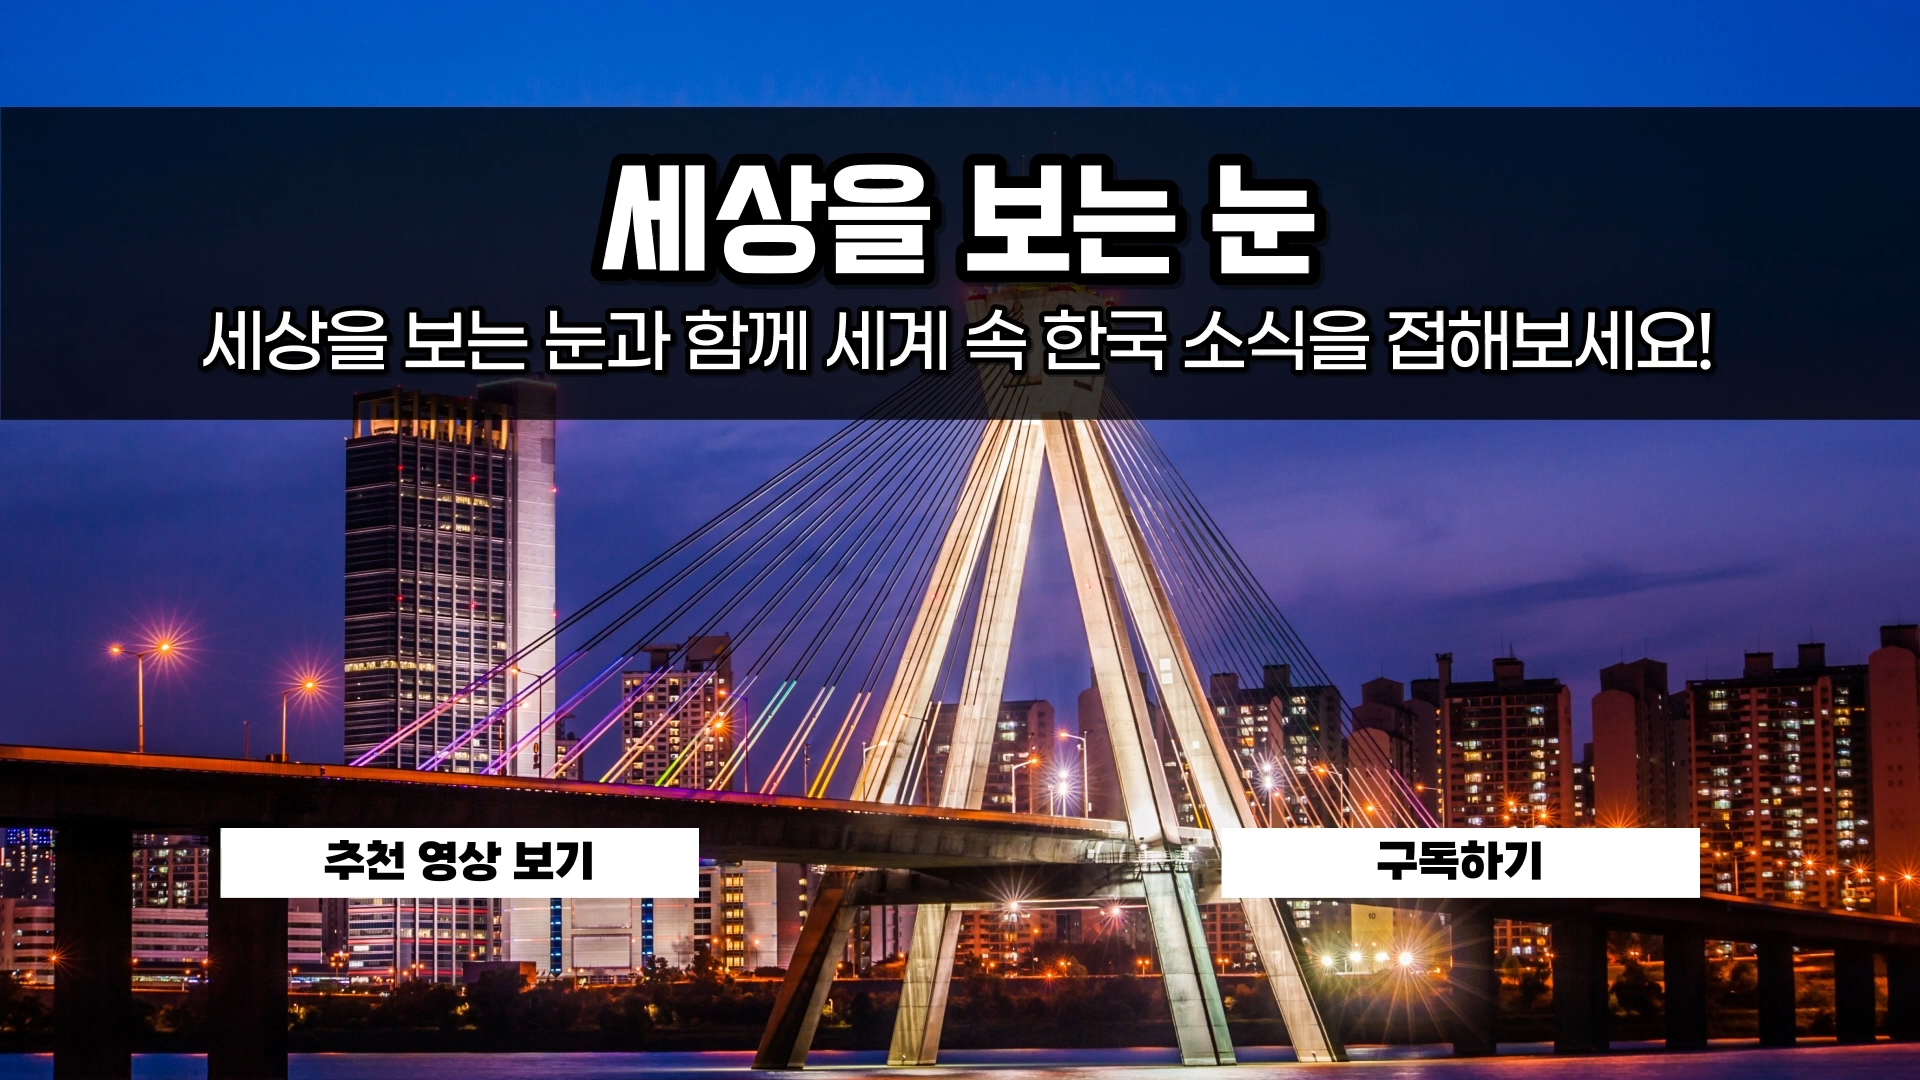 세상을 보는 눈
세상을 보는 눈과 함께 세계 속 한국 소식을 접해보세요!
추천 영상 보기
구독하기
10